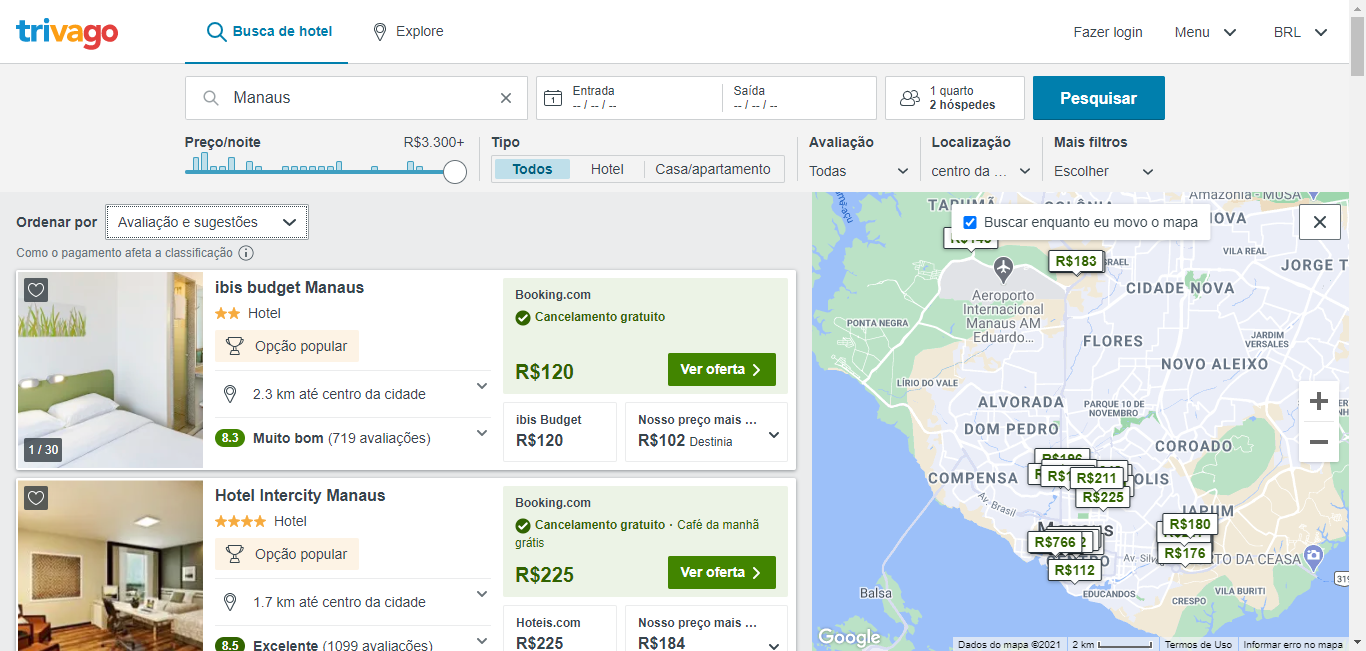 trivago
Busca de hotel
Explore
Fazer login
Menu
BRL
Manaus
Entrada
-- / -- / --
Saída
-- / -- / --
1 quarto
2 hóspedes
Pesquisar
Preço/noite
R$3.300+
Tipo
Todos
Hotel
Casa/apartamento
Avaliação
Todas
Localização
centro da ...
Mais filtros
Escolher
Ordenar por
Avaliação e sugestões
Como o pagamento afeta a classificação
ibis budget Manaus
Hotel
Opção popular
2.3 km até centro da cidade
8.3 Muito bom (719 avaliações)
1 / 30
Booking.com
Cancelamento gratuito
R$120
Ver oferta
ibis Budget
R$120
Nosso preço mais ...
R$102 Destinia
Hotel Intercity Manaus
Hotel
Opção popular
1.7 km até centro da cidade
8.5 Excelente (1099 avaliações)
Booking.com
Cancelamento gratuito · Café da manhã
grátis
R$225
Ver oferta
Hoteis.com
R$225
Nosso preço mais ...
R$184
Buscar enquanto eu movo o mapa
Amazônia - MUSA
TARUMÃ
COLÔNIA
NOVA
R$183
VILA REAL
JORGE T
Aeroporto
Internacional
Manaus AM
Eduardo...
CIDADE NOVA
PONTA NEGRA
FLORES
JARDIM
VERSALES
NOVO ALEIXO
LÍRIO DO VALE
ALVORADA
PARQUE 10 DE
NOVEMBRO
DOM PEDRO
COROADO
R$196
R$211
COMPENSA
R$225
OLIS
Av. Brasil
JAPIIM
R$180
Manaus
R$766
R$176
R$112
Av. Silv
TO DA CEASA
EDUCANDOS
VILA BURITI
CRESPO
319
Balsa
Google
Dados do mapa ©2021
2 km
Termos de Uso
Informar erro no mapa